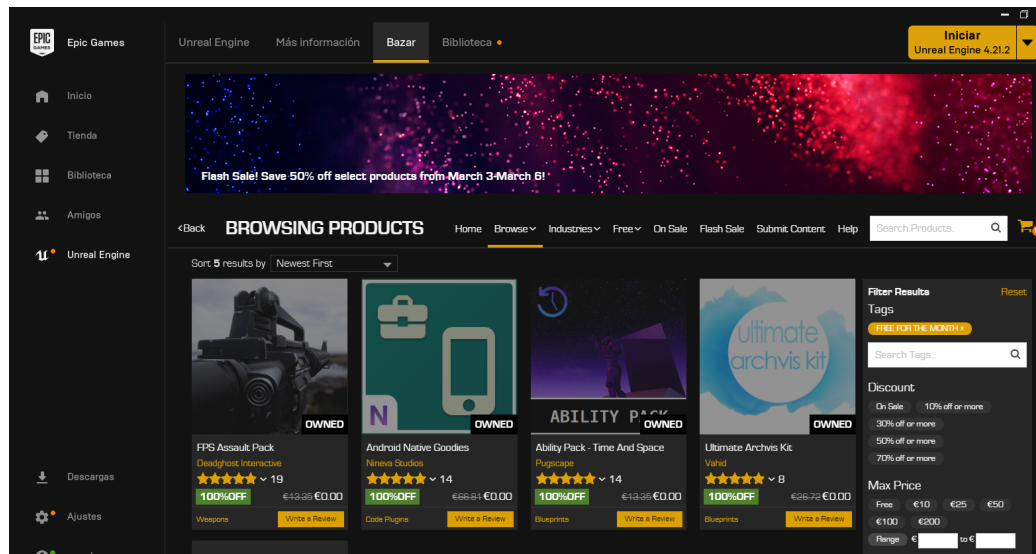 EPIC GAMES
Epic Games
Inicio
Tienda
Biblioteca
Amigos
Unreal Engine
Descargas
Ajustes
Unreal Engine Más información Bazar Biblioteca
Iniciar
Unreal Engine 4.21.2
Flash Sale! Save 50% off select products from March 3-March 6!
<Back BROWSING PRODUCTS Home Browse Industries Free On Sale Flash Sale Submit Content Help Search Products..
Sort 5 results by Newest First
OWNED
FPS Assault Pack
Deadghost Interactive
19
100%OFF €13.35 €0.00
Weapons Write a Review
N
OWNED
Android Native Goodies
Nineva Studios
14
100%OFF €66.81 €0.00
Code Plugins Write a Review
ABILITY PACK
OWNED
Ability Pack - Time And Space
Pugscape
14
100%OFF €13.35 €0.00
Blueprints Write a Review
ultimate
archvis kit
OWNED
Ultimate Archvis Kit
Vahid
8
100%OFF €26.72 €0.00
Blueprints Write a Review
Filter Results Reset
Tags
FREE FOR THE MONTH x
Search Tags..
Discount
On Sale 10% off or more
30% off or more
50% off or more
70% off or more
Max Price
Free €10 €25 €50
€100 €200
Range € to €